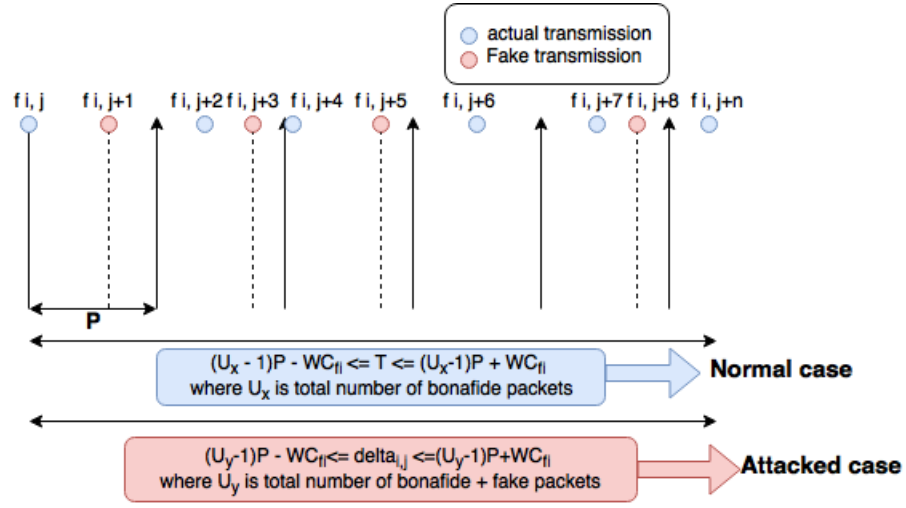 actual transmission
Fake transmission
f i, j
f i, j+1
f i, j+2
f i, j+3
f i, j+4
f i, j+5
f i, j+6
f i, j+7
f i, j+8
f i, j+n
P
(Ux - 1)P - WCfi <= T <= (Ux-1)P + WCfi
where Ux is total number of bonafide packets
Normal case
(Uy-1)P - WCfi<= deltai,j <=(Uy-1)P+WCfi
where Uy is total number of bonafide + fake packets
Attacked case